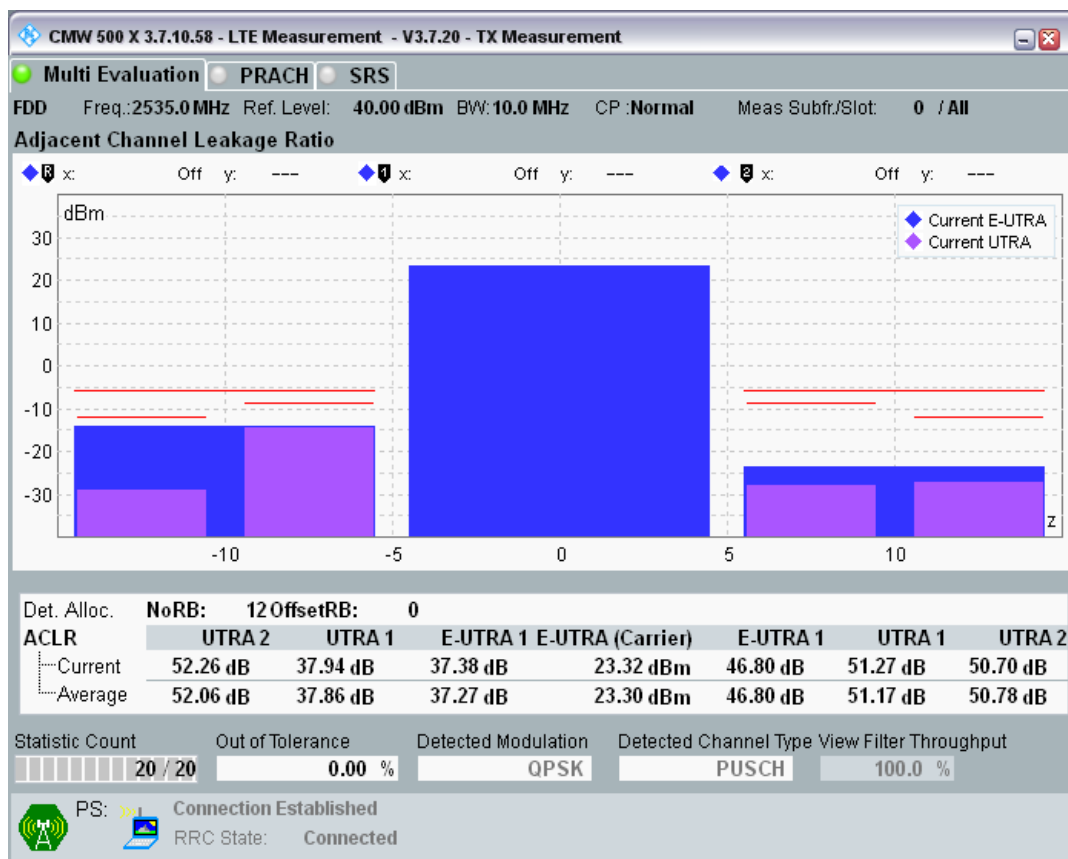 CMW 500 X 3.7.10.58 - LTE Measurement - V3.7.20 - TX Measurement
Multi Evaluation PRACH SRS
FDD Freq.:2535.0 MHz Ref. Level: 40.00 dBm BW: 10.0 MHz CP :Normal Meas Subfr./Slot: 0 / All
Adjacent Channel Leakage Ratio
R x: Off y: --- 1 x: Off y: --- 2 x: Off y: ---
dBm
Current E-UTRA
Current UTRA
30
20
10
0
-10
-20
-30
z
-10 -5 0 5 10
Det. Alloc. NoRB: 12 OffsetRB: 0
ACLR UTRA 2 UTRA 1 E-UTRA 1 E-UTRA (Carrier) E-UTRA 1 UTRA 1 UTRA 2
Current 52.26 dB 37.94 dB 37.38 dB 23.32 dBm 46.80 dB 51.27 dB 50.70 dB
Average 52.06 dB 37.86 dB 37.27 dB 23.30 dBm 46.80 dB 51.17 dB 50.78 dB
Statistic Count Out of Tolerance Detected Modulation Detected Channel Type View Filter Throughput
20 / 20 0.00 % QPSK PUSCH 100.0 %
PS: Connection Established
RRC State: Connected